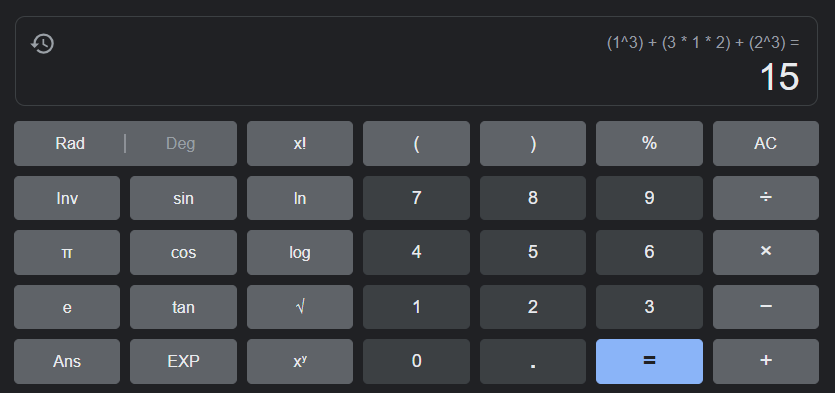 (1^3) + (3 * 1 * 2) + (2^3) =
15
Rad | Deg x! ( ) % AC
Inv sin ln 7 8 9 ÷
π cos log 4 5 6 ×
e tan √ 1 2 3 −
Ans EXP xʸ 0 . = +